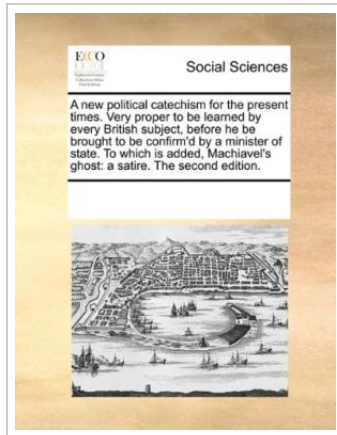 ECCO
Social Sciences
A new political catechism for the present
times. Very proper to be learned by
every British subject, before he be
brought to be confirm'd by a minister of
state. To which is added, Machiavel's
ghost: a satire. The second edition.